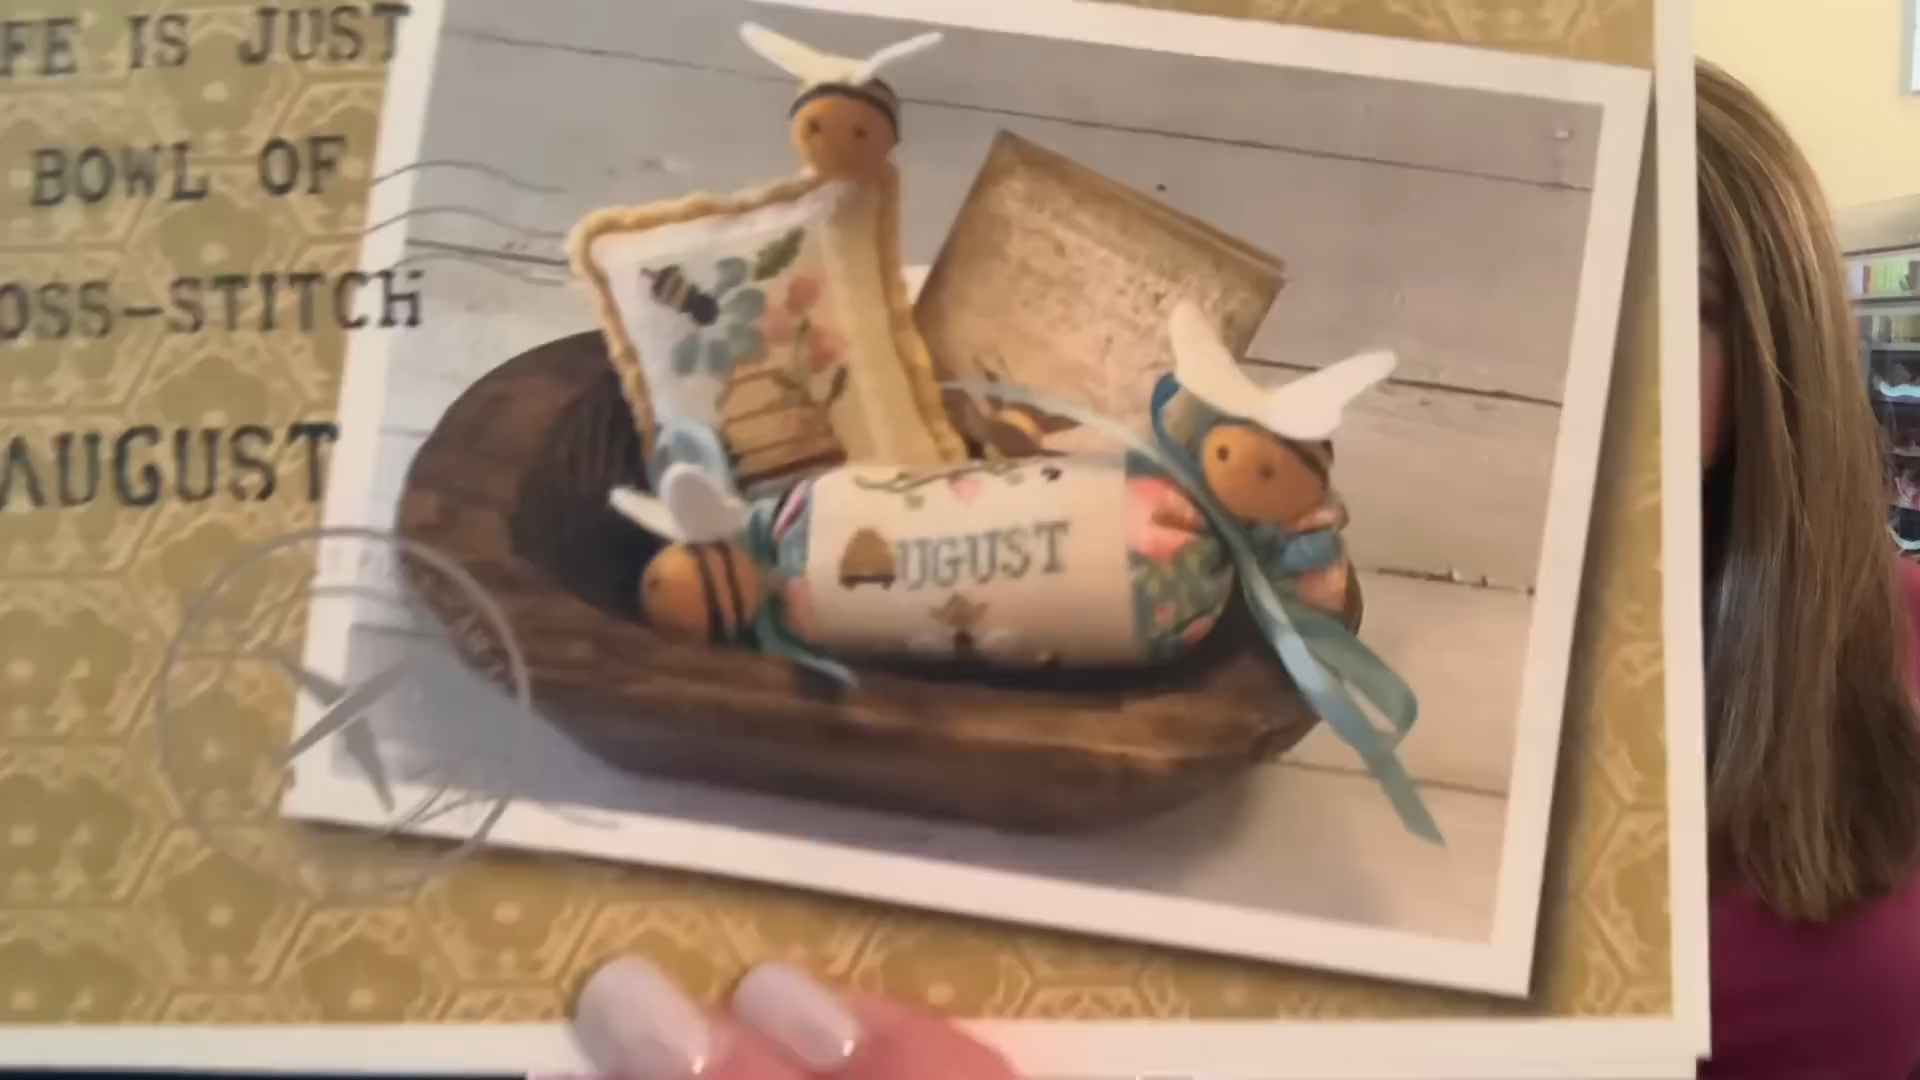 FE IS JUST
BOWL OF
OSS-STITCH
AUGUST
UGUST